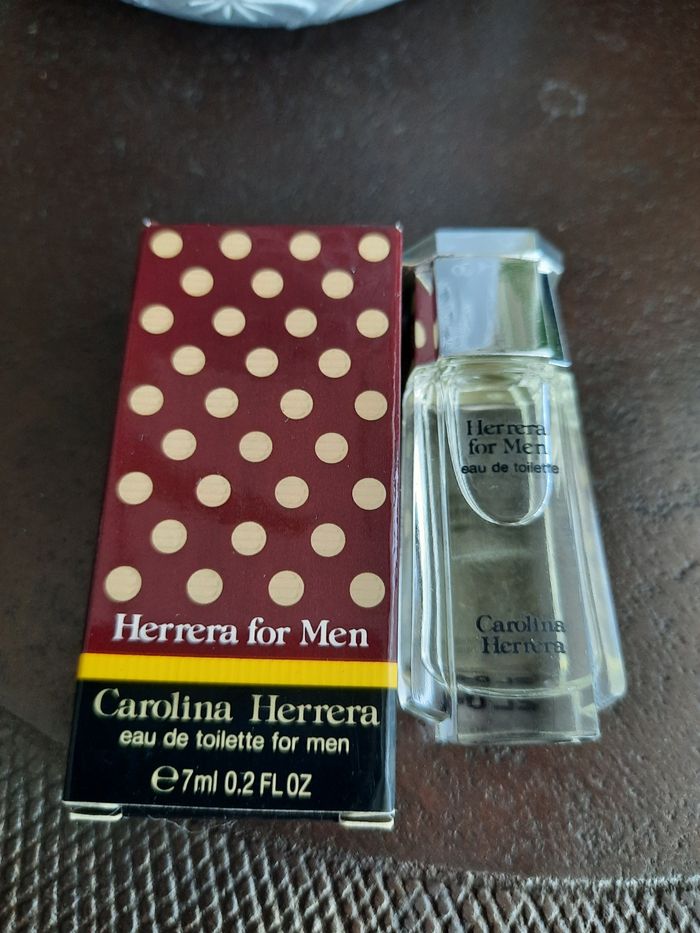 Herrera for Men
Carolina Herrera
eau de toilette for men
℮7ml 0.2 FL OZ
Herrera
for Men
eau de toilette
Carolina
Herrera